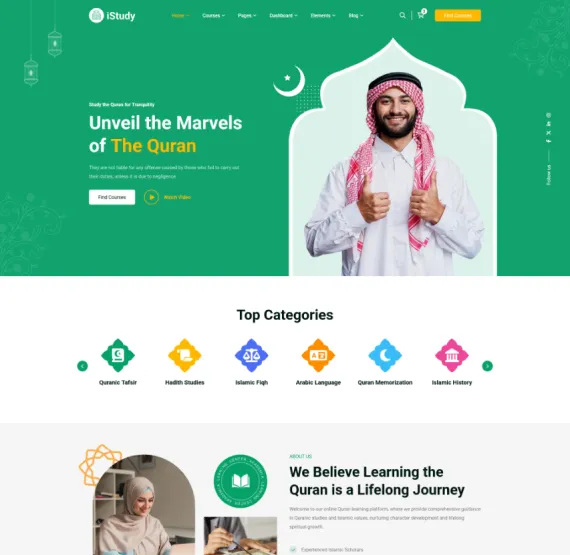 iStudy
Home Courses Pages Dashboard Elements Blog
Find Courses
Study the Quran for Tranquility
Unveil the Marvels
of The Quran
They are not liable for any offense caused by those who fail to carry out
their duties, unless it is due to negligence
Find Courses
Watch Video
Follow us
Top Categories
Quranic Tafsir
Hadith Studies
Islamic Fiqh
Arabic Language
Quran Memorization
Islamic History
ABOUT US
We Believe Learning the
Quran is a Lifelong Journey
Welcome to our online Quran learning platform, where we provide comprehensive guidance
in Quranic studies and Islamic values, nurturing character development and lifelong
spiritual growth.
Experienced Islamic Scholars